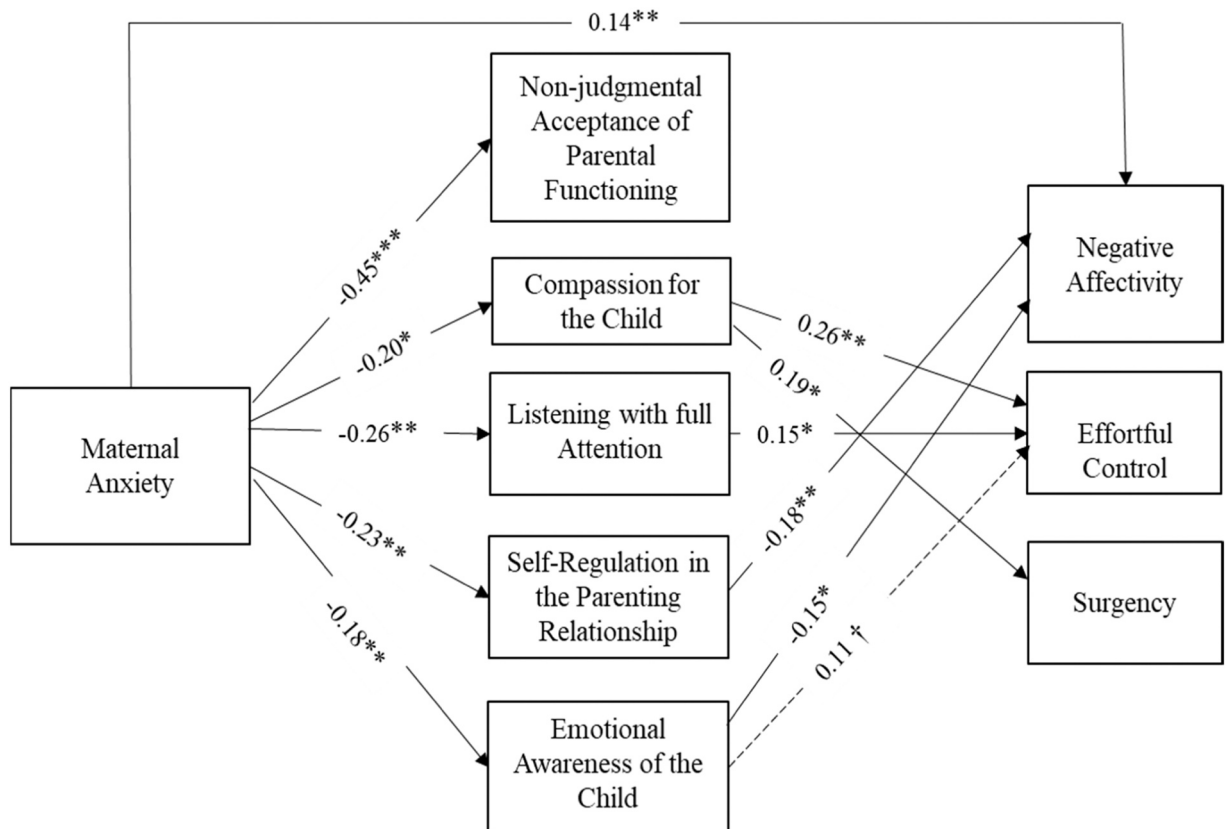 0.14**
Non-judgmental
Acceptance of
Parental
Functioning
-0.45***
Compassion for
the Child
-0.20*
Listening with full
Attention
-0.26**
Maternal
Anxiety
Self-Regulation in
the Parenting
Relationship
-0.23**
Emotional
Awareness of the
Child
-0.18**
0.26**
0.19*
0.15*
-0.18**
-0.15*
0.11 †
Negative
Affectivity
Effortful
Control
Surgency